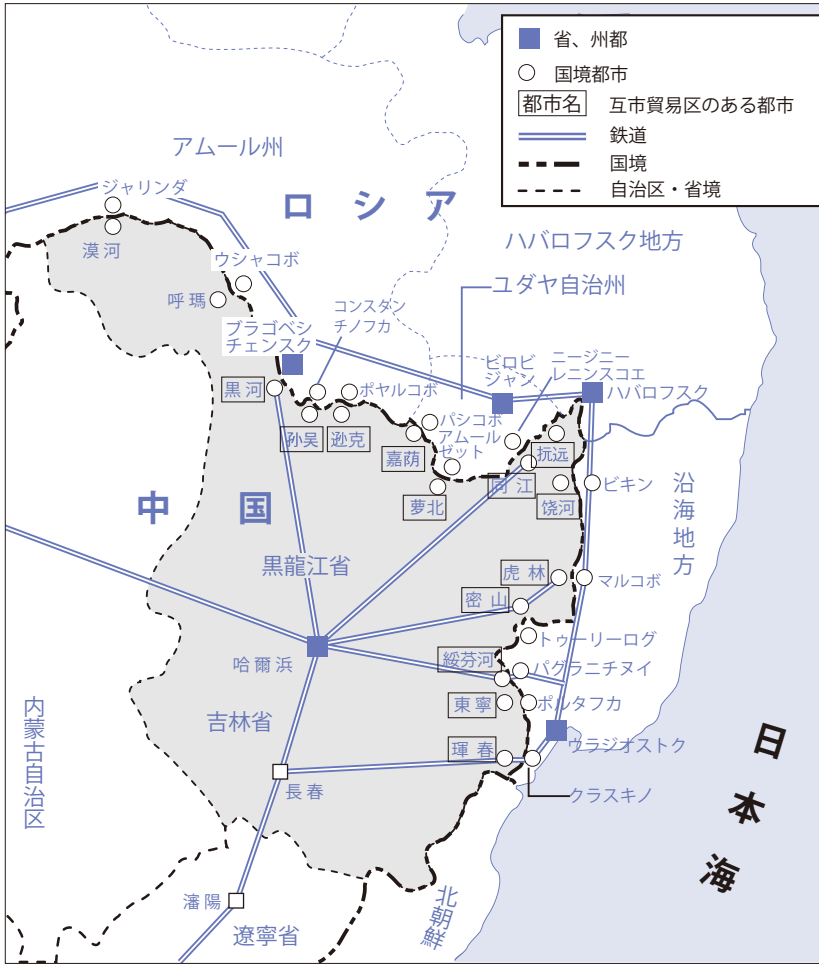 省、州都
国境都市
都市名 互市貿易区のある都市
鉄道
国境
自治区・省境
アムール州
ロシア
ジャリンダ
漠河
ハバロフスク地方
ウシャコボ
呼瑪
ユダヤ自治州
コンスタン
チノフカ
ブラゴベシ
チェンスク
ニージニー
レニンスコエ
ビロビ
ジャン
ハバロフスク
黒河
ポヤルコボ
孙吴
逊克
パシコボ
アムール
ゼット
嘉荫
抚远
同江
萝北
饶河
ビキン
沿海地方
中国
黒龍江省
虎林
マルコボ
密山
トゥーリーログ
哈爾浜
綏芬河
パグラニチヌイ
東寧
ポルタフカ
内蒙古自治区
吉林省
琿春
ウラジオストク
日本海
長春
クラスキノ
瀋陽
遼寧省
北朝鮮